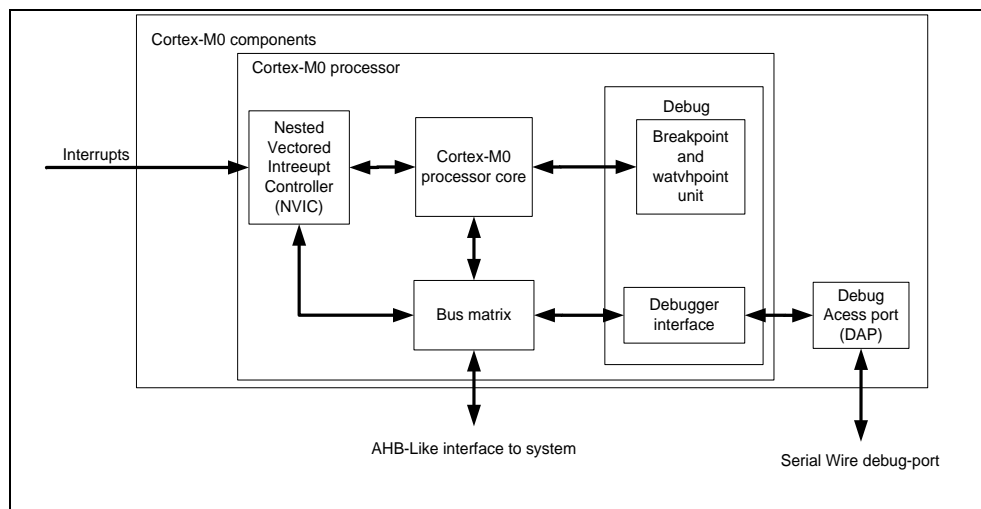 Cortex-M0 components
Cortex-M0 processor
Debug
Interrupts
Nested
Vectored
Intreeupt
Controller
(NVIC)
Cortex-M0
processor core
Breakpoint
and
watvhpoint
unit
Bus matrix
Debugger
interface
Debug
Acess port
(DAP)
AHB-Like interface to system
Serial Wire debug-port